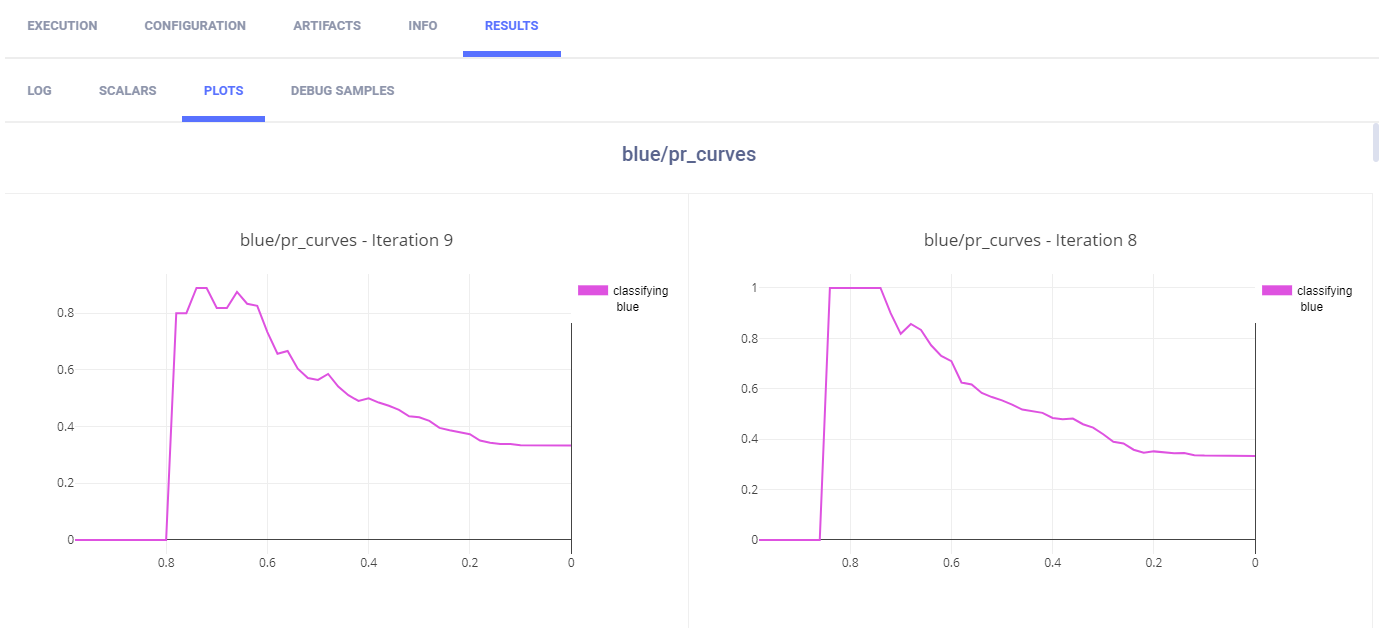 EXECUTION CONFIGURATION ARTIFACTS INFO RESULTS
LOG SCALARS PLOTS DEBUG SAMPLES
blue/pr_curves
blue/pr_curves - Iteration 9
classifying
blue
0.8
0.6
0.4
0.2
0
0.8 0.6 0.4 0.2 0
blue/pr_curves - Iteration 8
classifying
blue
1
0.8
0.6
0.4
0.2
0
0.8 0.6 0.4 0.2 0